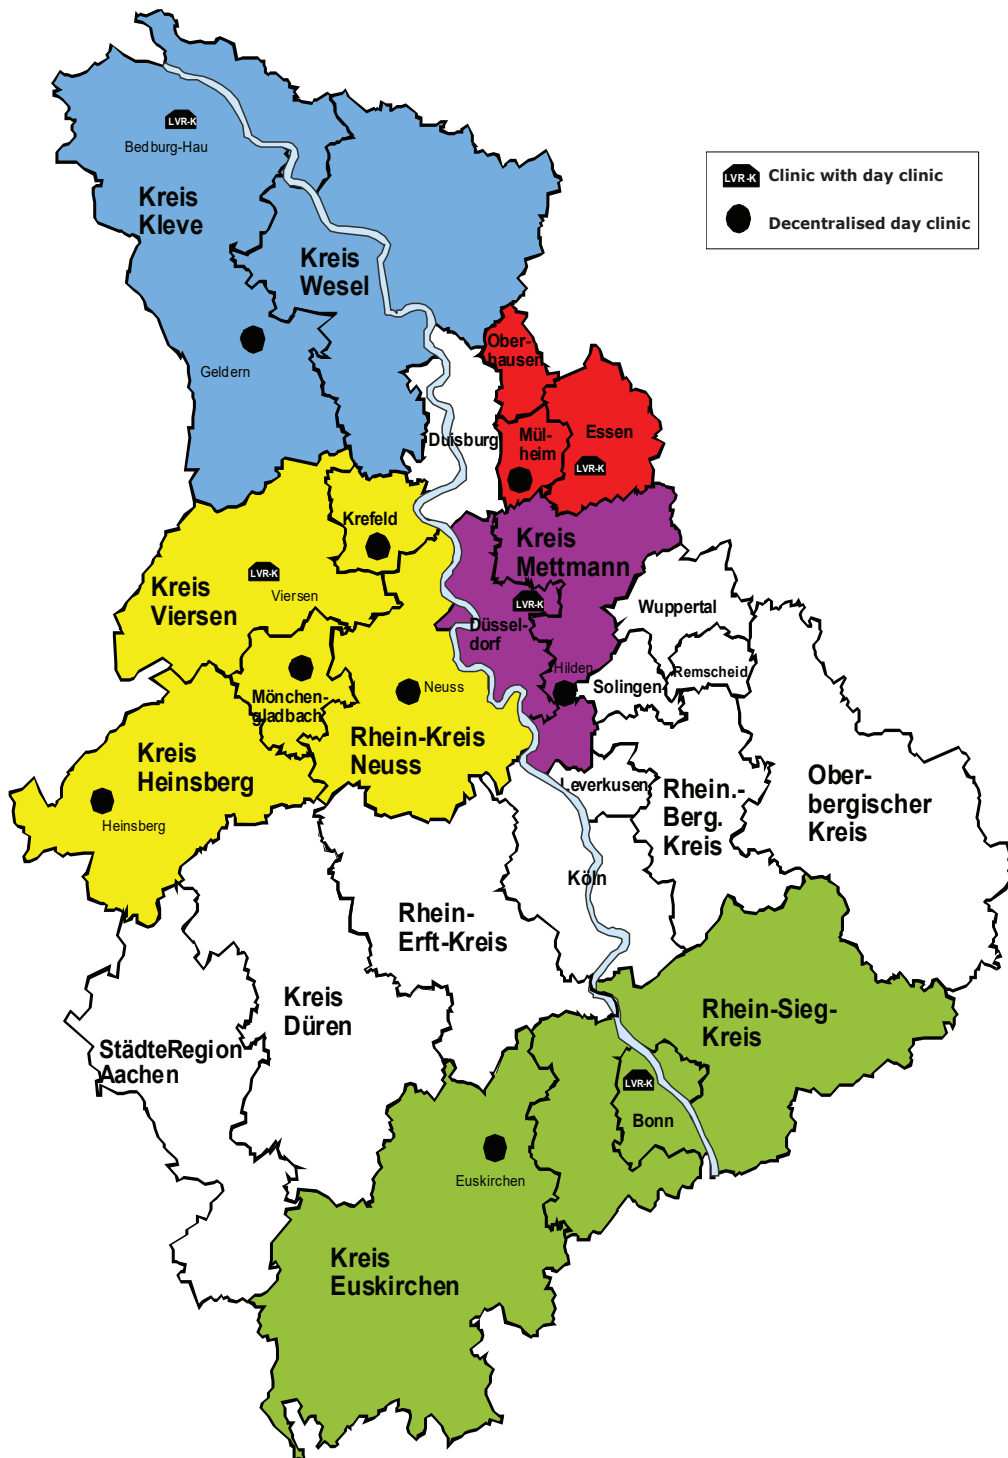 LVR-K
Bedburg-Hau
Kreis
Kleve
Kreis
Wesel
LVR-K Clinic with day clinic
Decentralised day clinic
Geldern
Ober-
hausen
Duisburg
Mül-
heim
Essen
LVR-K
Krefeld
Kreis
Mettmann
LVR-K
Viersen
Kreis
Viersen
LVR-K
Düssel-
dorf
Wuppertal
Hilden
Solingen
Remscheid
Mönchen-
gladbach
Neuss
Rhein-Kreis
Neuss
Kreis
Heinsberg
Heinsberg
Leverkusen
Rhein.-
Berg.
Kreis
Ober-
bergischer
Kreis
Köln
Rhein-
Erft-Kreis
Kreis
Düren
StädteRegion
Aachen
Rhein-Sieg-
Kreis
LVR-K
Bonn
Euskirchen
Kreis
Euskirchen